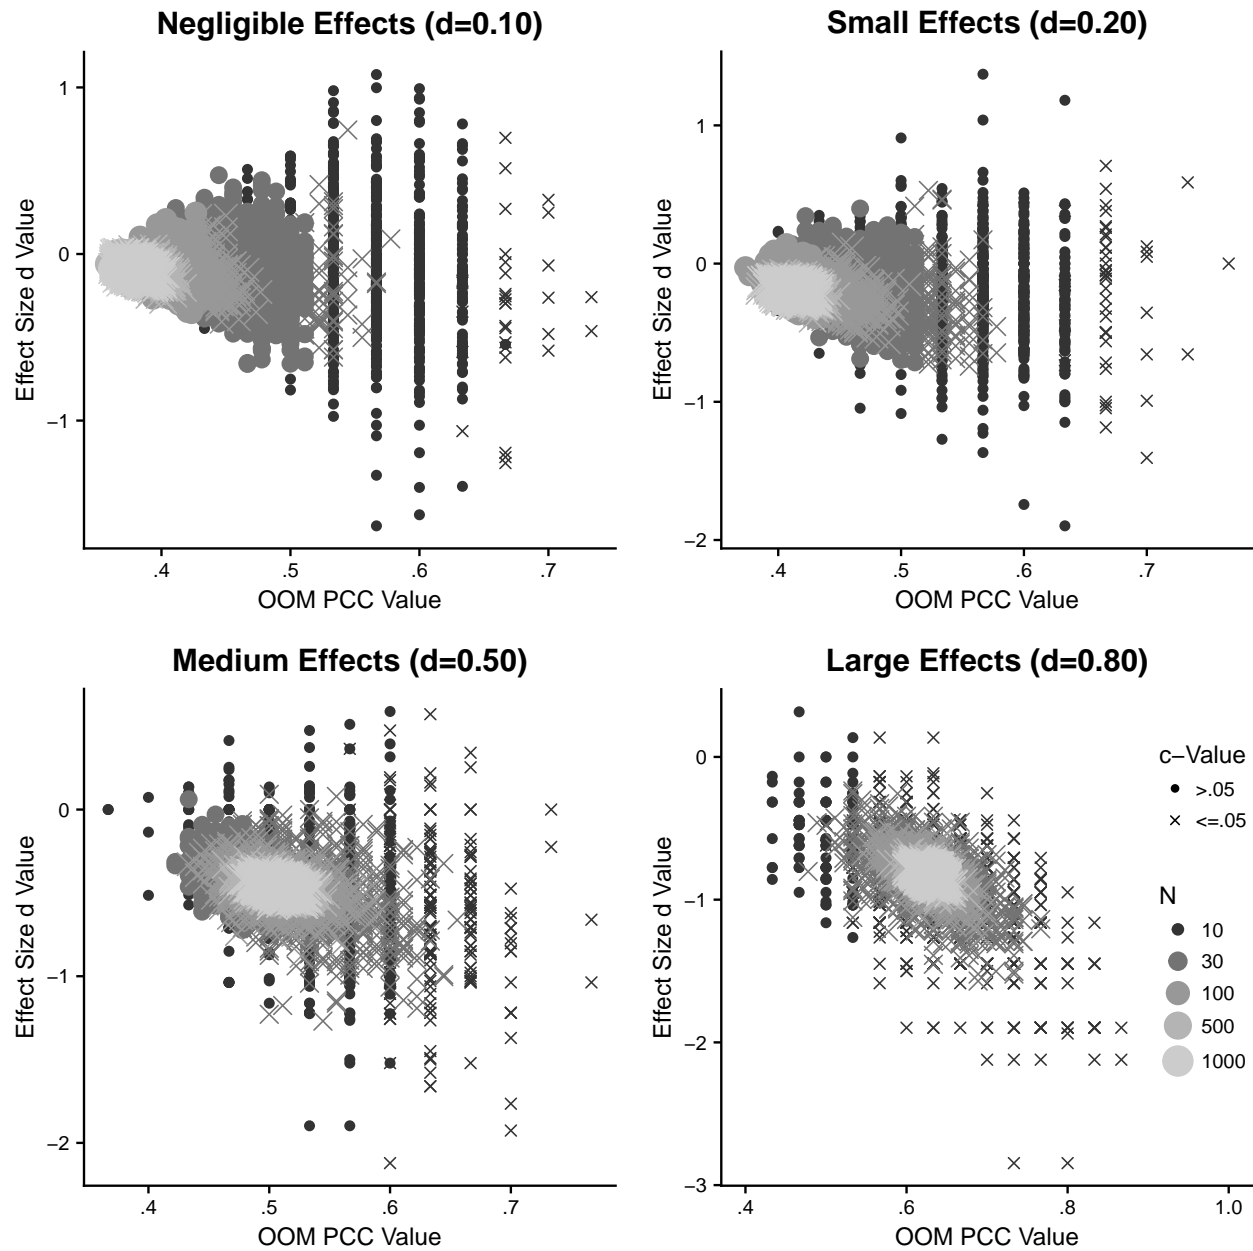 Negligible Effects (d=0.10)
Effect Size d Value
1
0
−1
.4 .5 .6 .7
OOM PCC Value
Small Effects (d=0.20)
Effect Size d Value
1
0
−1
−2
.4 .5 .6 .7
OOM PCC Value
Medium Effects (d=0.50)
Effect Size d Value
0
−1
−2
.4 .5 .6 .7
OOM PCC Value
Large Effects (d=0.80)
Effect Size d Value
0
−1
−2
−3
.4 .6 .8 1.0
OOM PCC Value
c−Value
>.05
<=.05
N
10
30
100
500
1000